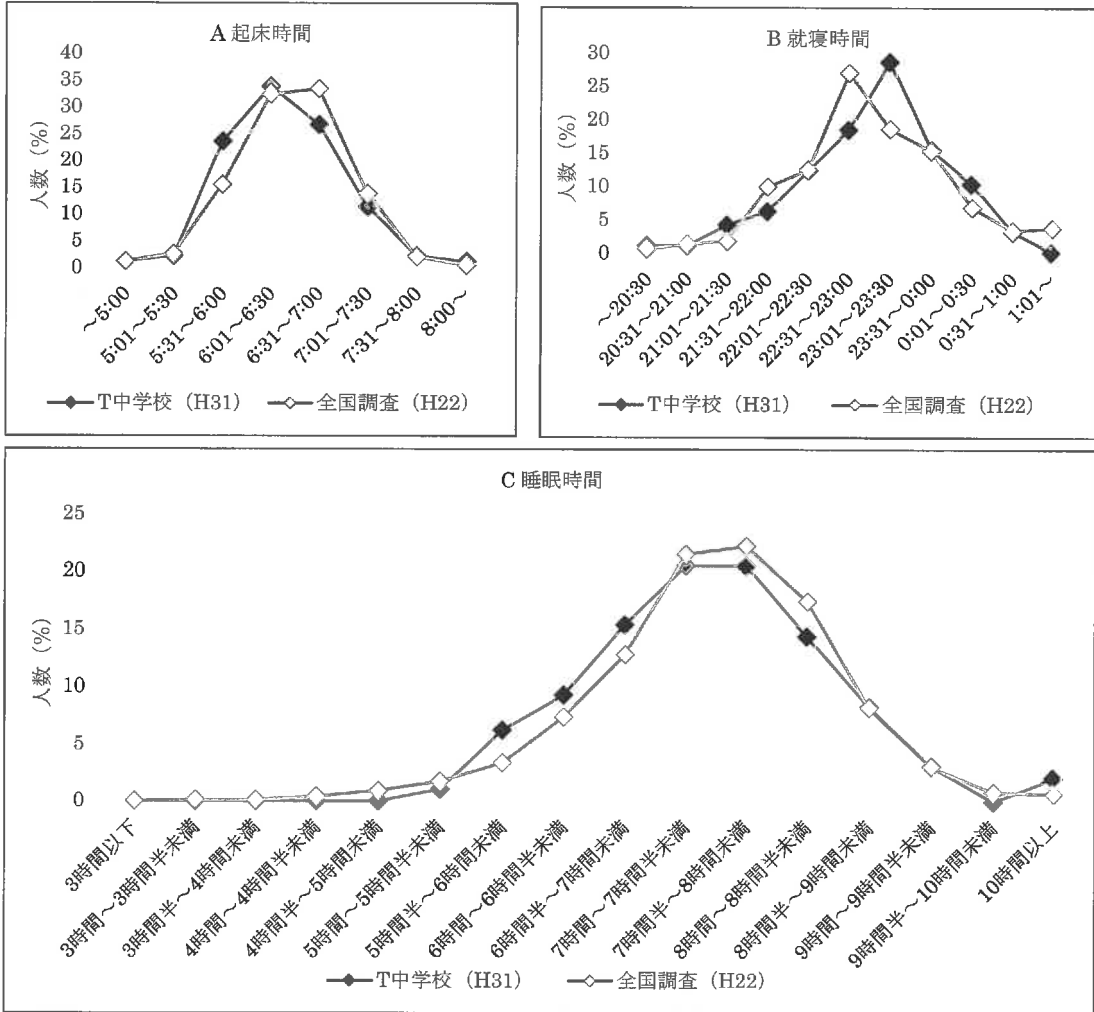 A 起床時間
40
35
30
25
20
15
10
5
0
人数（%）
～5:00
5:01～5:30
5:31～6:00
6:01～6:30
6:31～7:00
7:01～7:30
7:31～8:00
8:00～
T中学校（H31）
全国調査（H22）
B 就寝時間
30
25
20
15
10
5
0
人数（%）
～20:30
20:31～21:00
21:01～21:30
21:31～22:00
22:01～22:30
22:31～23:00
23:01～23:30
23:31～0:00
0:01～0:30
0:31～1:00
1:01～
T中学校（H31）
全国調査（H22）
C 睡眠時間
25
20
15
10
5
0
人数（%）
3時間以下
3時間～3時間半未満
3時間半～4時間未満
4時間～4時間半未満
4時間半～5時間未満
5時間～5時間半未満
5時間半～6時間未満
6時間～6時間半未満
6時間半～7時間未満
7時間～7時間半未満
7時間半～8時間未満
8時間～8時間半未満
8時間半～9時間未満
9時間～9時間半未満
9時間半～10時間未満
10時間以上
T中学校（H31）
全国調査（H22）